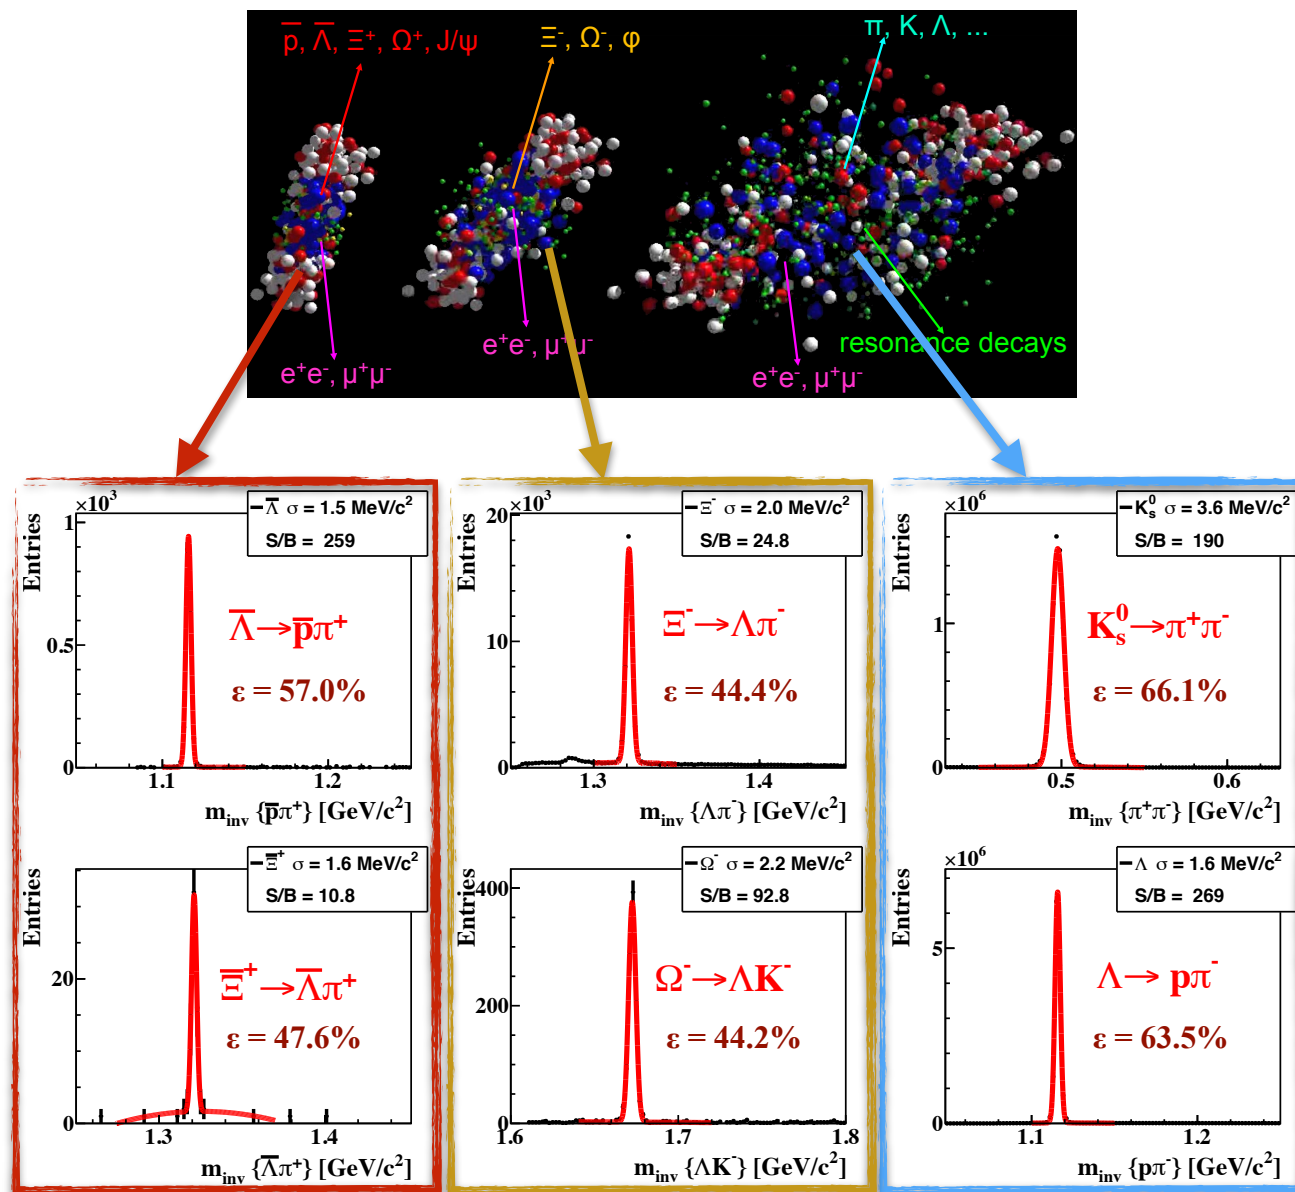 p̅, Λ̅, Ξ⁺, Ω⁺, J/ψ
Ξ⁻, Ω⁻, φ
π, K, Λ, ...
e⁺e⁻, μ⁺μ⁻
e⁺e⁻, μ⁺μ⁻
e⁺e⁻, μ⁺μ⁻
resonance decays
×10³
Λ̅ σ = 1.5 MeV/c²
S/B = 259
Entries
1
0.5
0
Λ̅→p̅π⁺
ε = 57.0%
1.1
1.2
m_inv {p̅π⁺} [GeV/c²]
×10³
Ξ⁻ σ = 2.0 MeV/c²
S/B = 24.8
Entries
20
10
0
Ξ⁻→Λπ⁻
ε = 44.4%
1.3
1.4
m_inv {Λπ⁻} [GeV/c²]
×10⁶
K⁰_s σ = 3.6 MeV/c²
S/B = 190
Entries
1
0
K⁰_s→π⁺π⁻
ε = 66.1%
0.5
0.6
m_inv {π⁺π⁻} [GeV/c²]
Ξ̅⁺ σ = 1.6 MeV/c²
S/B = 10.8
Entries
20
0
Ξ̅⁺→Λ̅π⁺
ε = 47.6%
1.3
1.4
m_inv {Λ̅π⁺} [GeV/c²]
Ω⁻ σ = 2.2 MeV/c²
S/B = 92.8
Entries
400
200
0
Ω⁻→ΛK⁻
ε = 44.2%
1.6
1.7
1.8
m_inv {ΛK⁻} [GeV/c²]
×10⁶
Λ σ = 1.6 MeV/c²
S/B = 269
Entries
5
0
Λ→ pπ⁻
ε = 63.5%
1.1
1.2
m_inv {pπ⁻} [GeV/c²]